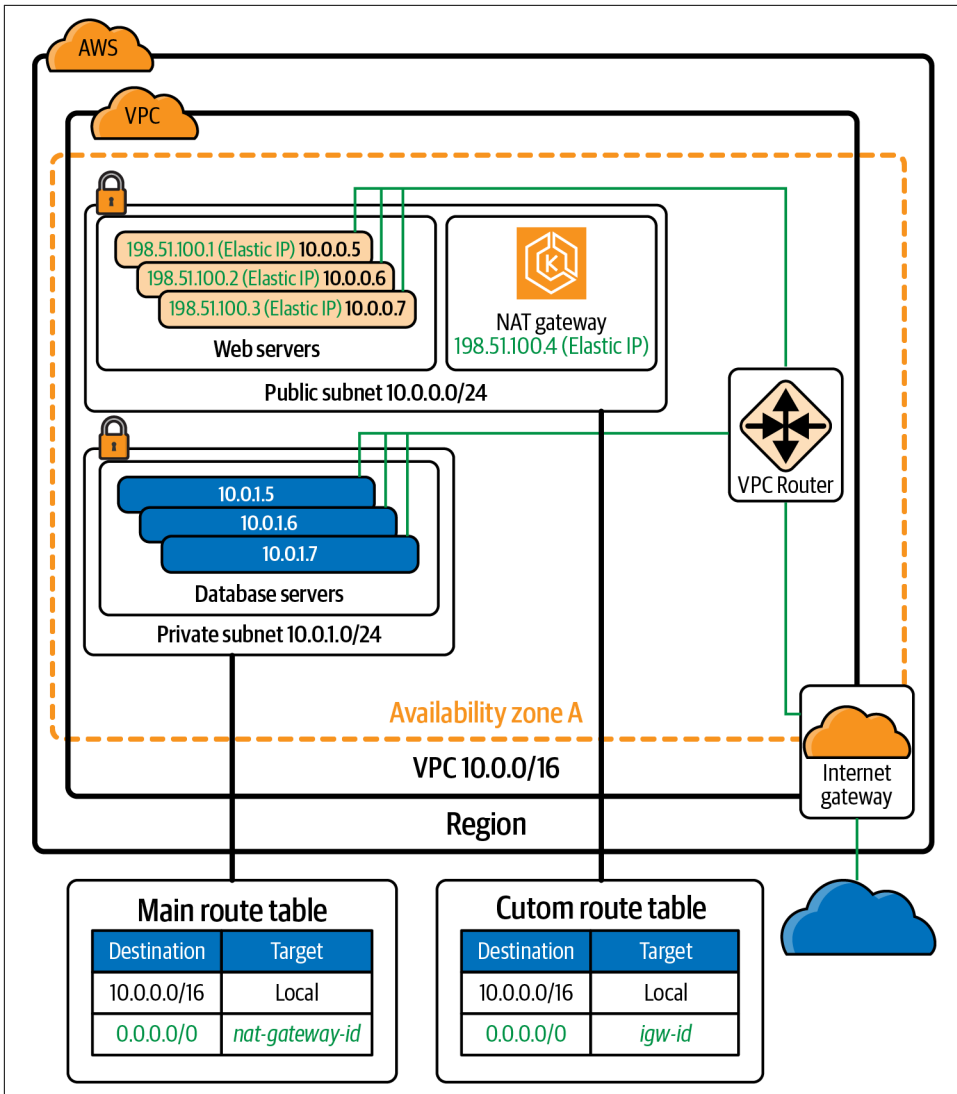 AWS
VPC
198.51.100.1 (Elastic IP) 10.0.0.5
198.51.100.2 (Elastic IP) 10.0.0.6
198.51.100.3 (Elastic IP) 10.0.0.7
Web servers
K
NAT gateway
198.51.100.4 (Elastic IP)
Public subnet 10.0.0.0/24
VPC Router
10.0.1.5
10.0.1.6
10.0.1.7
Database servers
Private subnet 10.0.1.0/24
Availability zone A
VPC 10.0.0/16
Internet
gateway
Region
Main route table
Destination Target
10.0.0.0/16 Local
0.0.0.0/0 nat-gateway-id
Cutom route table
Destination Target
10.0.0.0/16 Local
0.0.0.0/0 igw-id